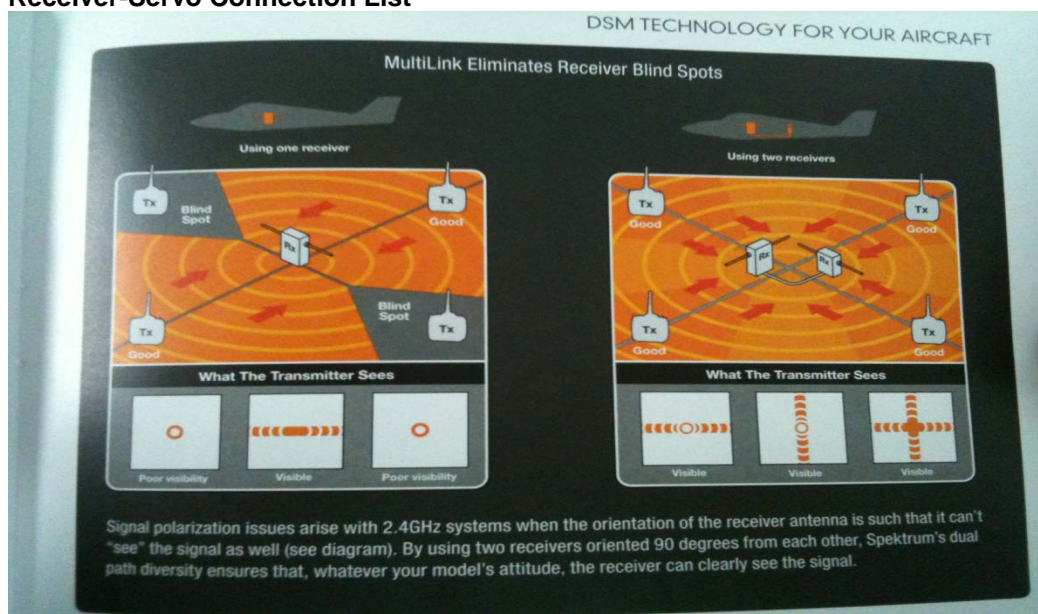 Receiver-Servo Connection List
DSM TECHNOLOGY FOR YOUR AIRCRAFT
MultiLink Eliminates Receiver Blind Spots
Using one receiver
Using two receivers
Tx
Blind
Spot
Tx
Good
Rx
Tx
Good
Blind
Spot
Tx
Tx
Good
Tx
Good
Rx
Rx
Tx
Good
Tx
Good
What The Transmitter Sees
Poor visibility
Visible
Poor visibility
What The Transmitter Sees
Visible
Visible
Visible
Signal polarization issues arise with 2.4GHz systems when the orientation of the receiver antenna is such that it can't
"see" the signal as well (see diagram). By using two receivers oriented 90 degrees from each other, Spektrum's dual
path diversity ensures that, whatever your model's attitude, the receiver can clearly see the signal.